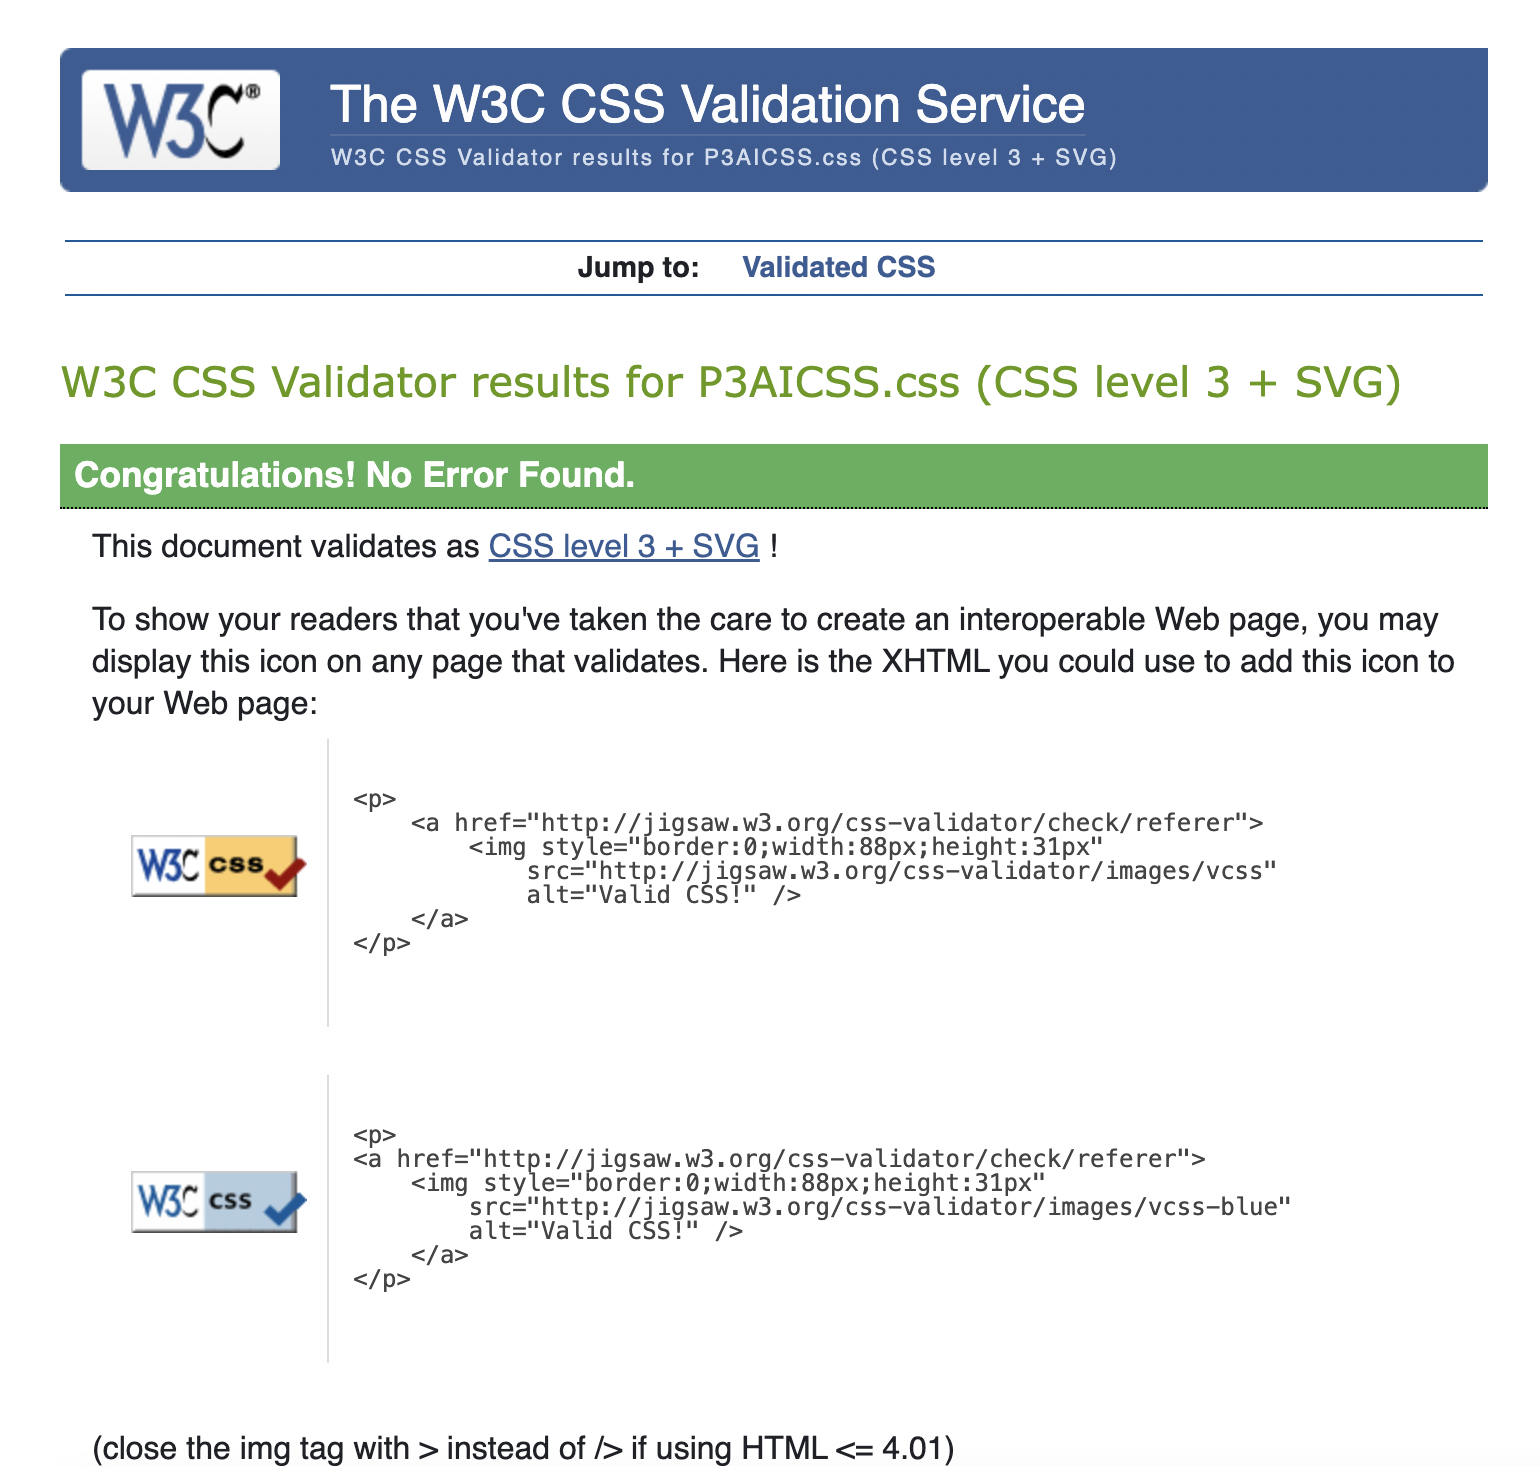 W3C®
The W3C CSS Validation Service
W3C CSS Validator results for P3AICSS.css (CSS level 3 + SVG)
Jump to: Validated CSS
W3C CSS Validator results for P3AICSS.css (CSS level 3 + SVG)
Congratulations! No Error Found.
This document validates as CSS level 3 + SVG !
To show your readers that you've taken the care to create an interoperable Web page, you may
display this icon on any page that validates. Here is the XHTML you could use to add this icon to
your Web page:
W3C css
<p>
    <a href="http://jigsaw.w3.org/css-validator/check/referer">
        <img style="border:0;width:88px;height:31px"
            src="http://jigsaw.w3.org/css-validator/images/vcss"
            alt="Valid CSS!" />
    </a>
</p>
W3C css
<p>
<a href="http://jigsaw.w3.org/css-validator/check/referer">
    <img style="border:0;width:88px;height:31px"
        src="http://jigsaw.w3.org/css-validator/images/vcss-blue"
        alt="Valid CSS!" />
    </a>
</p>
(close the img tag with > instead of /> if using HTML <= 4.01)